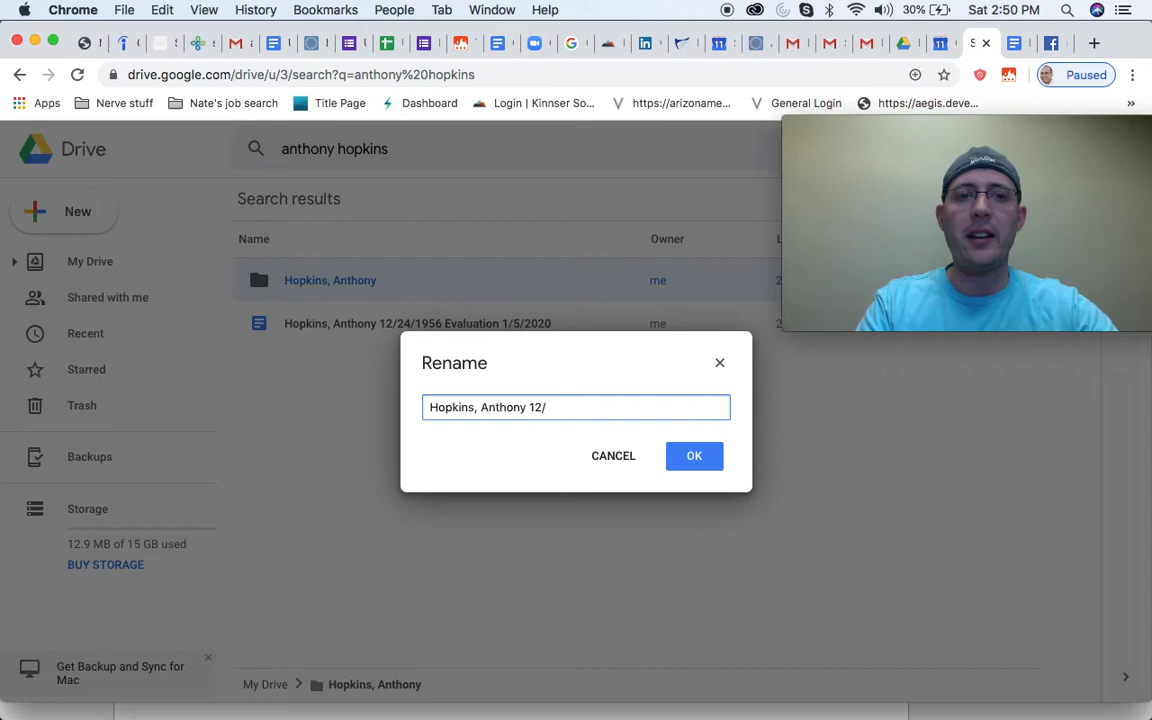 Chrome File Edit View History Bookmarks People Tab Window Help 30% Sat 2:50 PM
drive.google.com/drive/u/3/search?q=anthony%20hopkins Paused
Apps Nerve stuff Nate's job search Title Page Dashboard Login | Kinnser So... https://arizoname... General Login https://aegis.deve... »
Drive anthony hopkins
New Search results
Name Owner L
My Drive Hopkins, Anthony me 2
Shared with me
Hopkins, Anthony 12/24/1956 Evaluation 1/5/2020 me 2
Recent
Starred
Trash
Backups
Storage
12.9 MB of 15 GB used
BUY STORAGE
Rename
Hopkins, Anthony 12/
CANCEL OK
Get Backup and Sync for
Mac
My Drive > Hopkins, Anthony